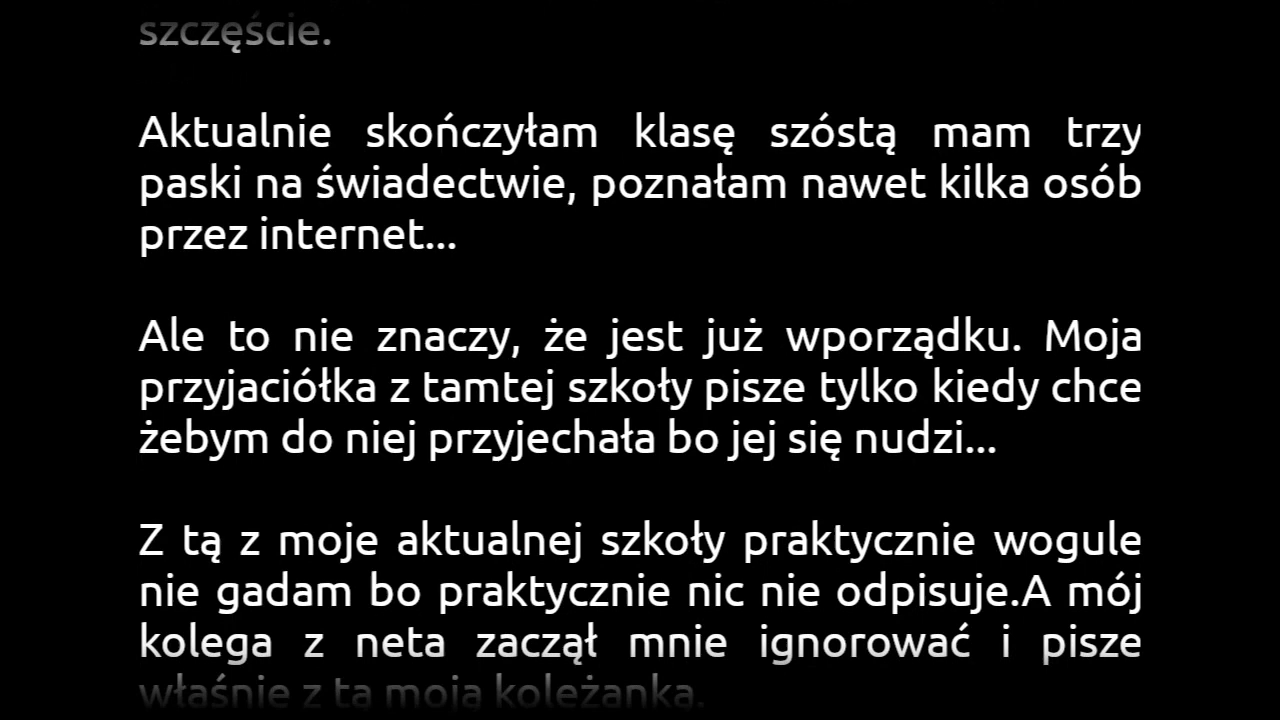 szczęście.
Aktualnie skończyłam klasę szóstą mam trzy
paski na świadectwie, poznałam nawet kilka osób
przez internet...
Ale to nie znaczy, że jest już wporządku. Moja
przyjaciółka z tamtej szkoły pisze tylko kiedy chce
żebym do niej przyjechała bo jej się nudzi...
Z tą z moje aktualnej szkoły praktycznie wogule
nie gadam bo praktycznie nic nie odpisuje.A mój
kolega z neta zaczął mnie ignorować i pisze
właśnie z tą moją koleżanką.